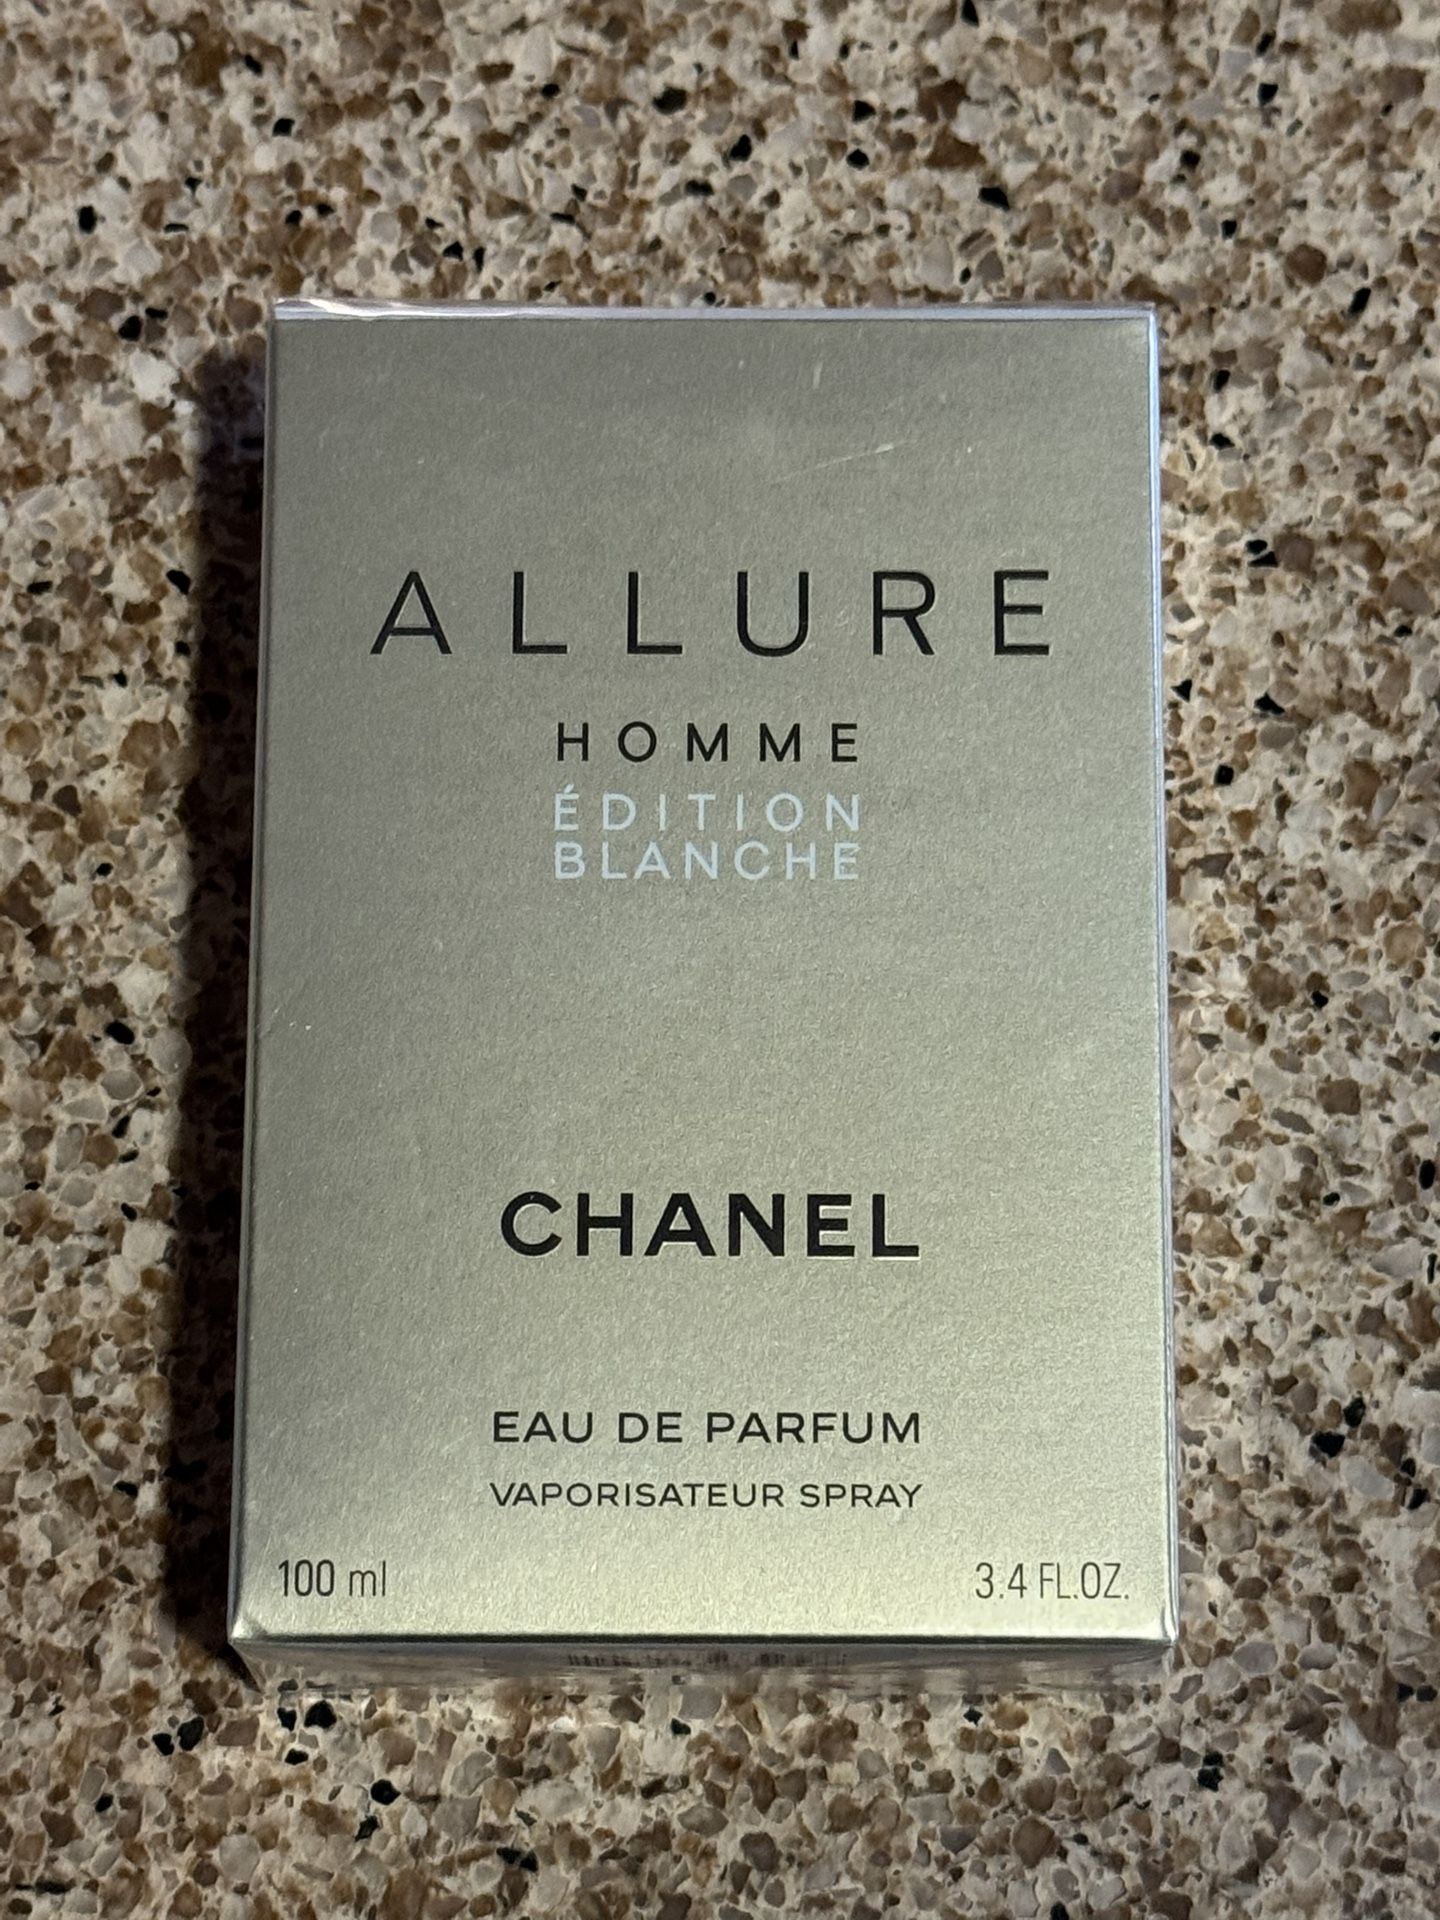 ALLURE
HOMME
ÉDITION
BLANCHE
CHANEL
EAU DE PARFUM
VAPORISATEUR SPRAY
100 ml
3.4 FL.OZ.